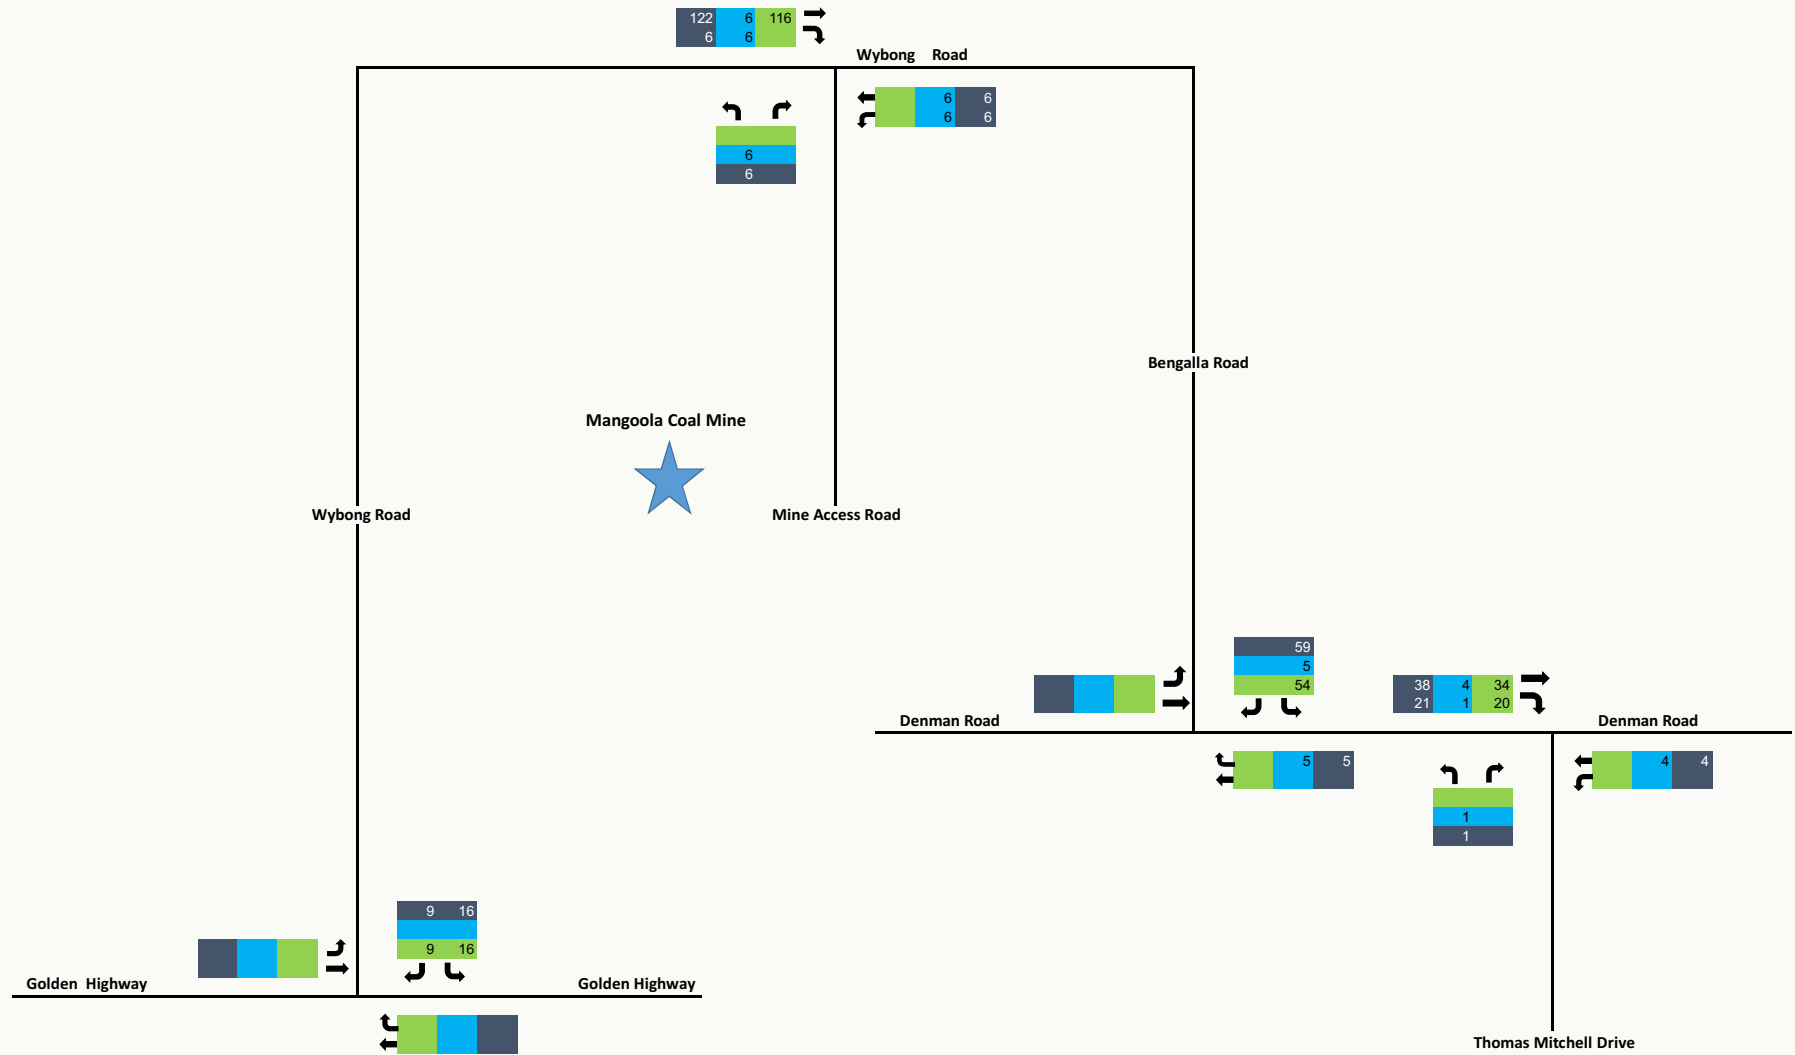 122 6 116
6 6
Wybong Road
6 6
6 6
6
6
Bengalla Road
Mangoola Coal Mine
Wybong Road
Mine Access Road
59
5
54
38 4 34
21 1 20
Denman Road
Denman Road
5 5
4 4
1
1
9 16
9 16
Golden Highway
Golden Highway
Thomas Mitchell Drive